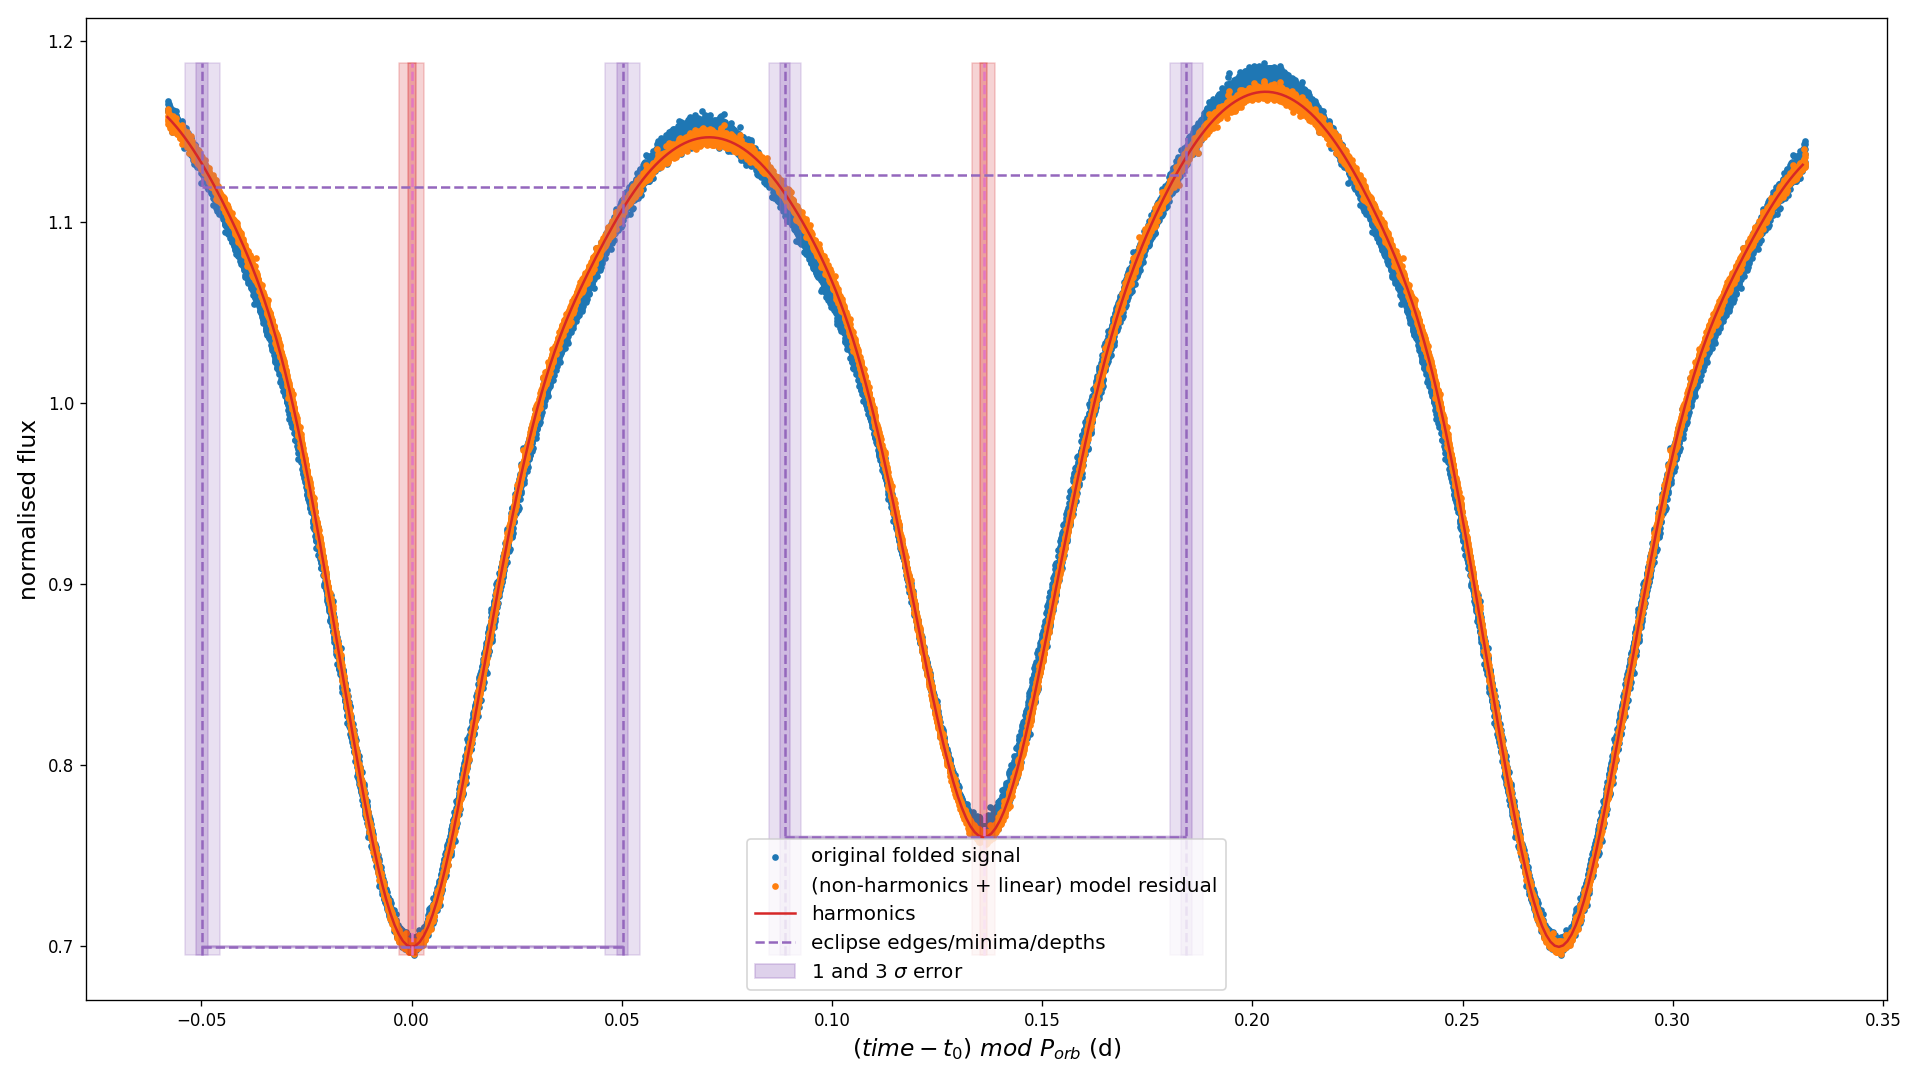 1.2
1.1
1.0
0.9
0.8
0.7
normalised flux
original folded signal
(non-harmonics + linear) model residual
harmonics
eclipse edges/minima/depths
1 and 3 σ error
−0.05 0.00 0.05 0.10 0.15 0.20 0.25 0.30 0.35
(time − t₀) mod Pₒᵣb (d)